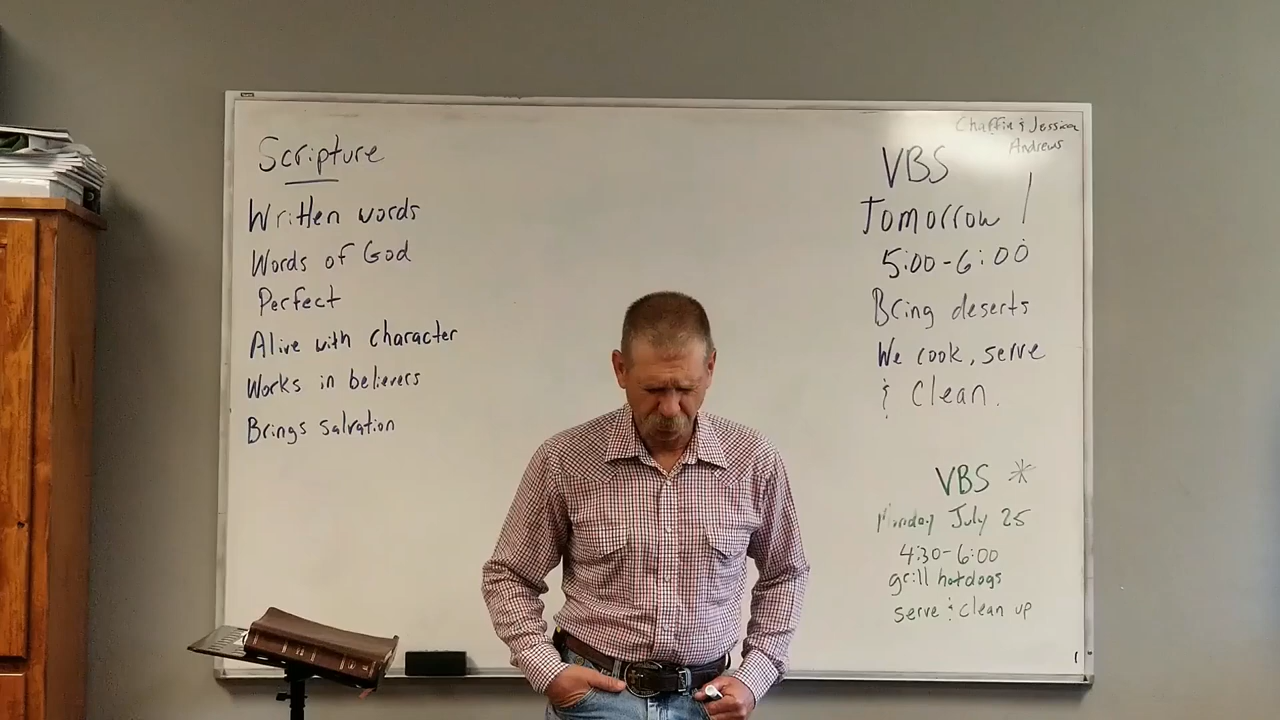 Scripture
Written words
Words of God
Perfect
Alive with character
Works in believers
Brings salvation
Chaffin & Jessica
Andrews
VBS
Tomorrow!
5:00-6:00
Bring deserts
We cook, serve
& Clean.
VBS *
Monday July 25
4:30-6:00
grill hotdogs
serve & clean up